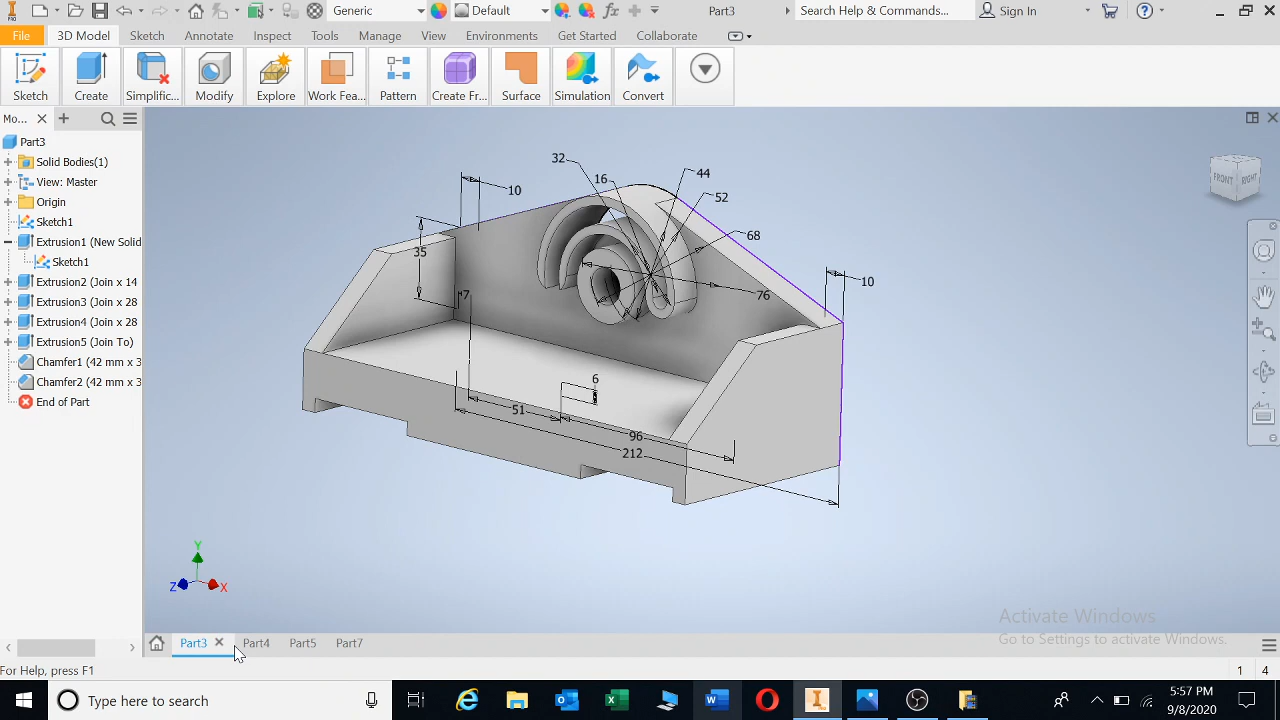 Generic
Default
Part3
Search Help & Commands...
Sign In
File
3D Model
Sketch
Annotate
Inspect
Tools
Manage
View
Environments
Get Started
Collaborate
Sketch
Create
Simplific...
Modify
Explore
Work Fea...
Pattern
Create Fr...
Surface
Simulation
Convert
Mo...
Part3
Solid Bodies(1)
View: Master
Origin
Sketch1
Extrusion1 (New Solid
Sketch1
Extrusion2 (Join x 14
Extrusion3 (Join x 28
Extrusion4 (Join x 28
Extrusion5 (Join To)
Chamfer1 (42 mm x 3
Chamfer2 (42 mm x 3
End of Part
FRONT
RIGHT
32
44
16
10
52
68
35
10
7
76
6
51
96
212
Y
Z
X
Activate Windows
Go to Settings to activate Windows.
Part3
Part4
Part5
Part7
For Help, press F1
1
4
Type here to search
5:57 PM
9/8/2020